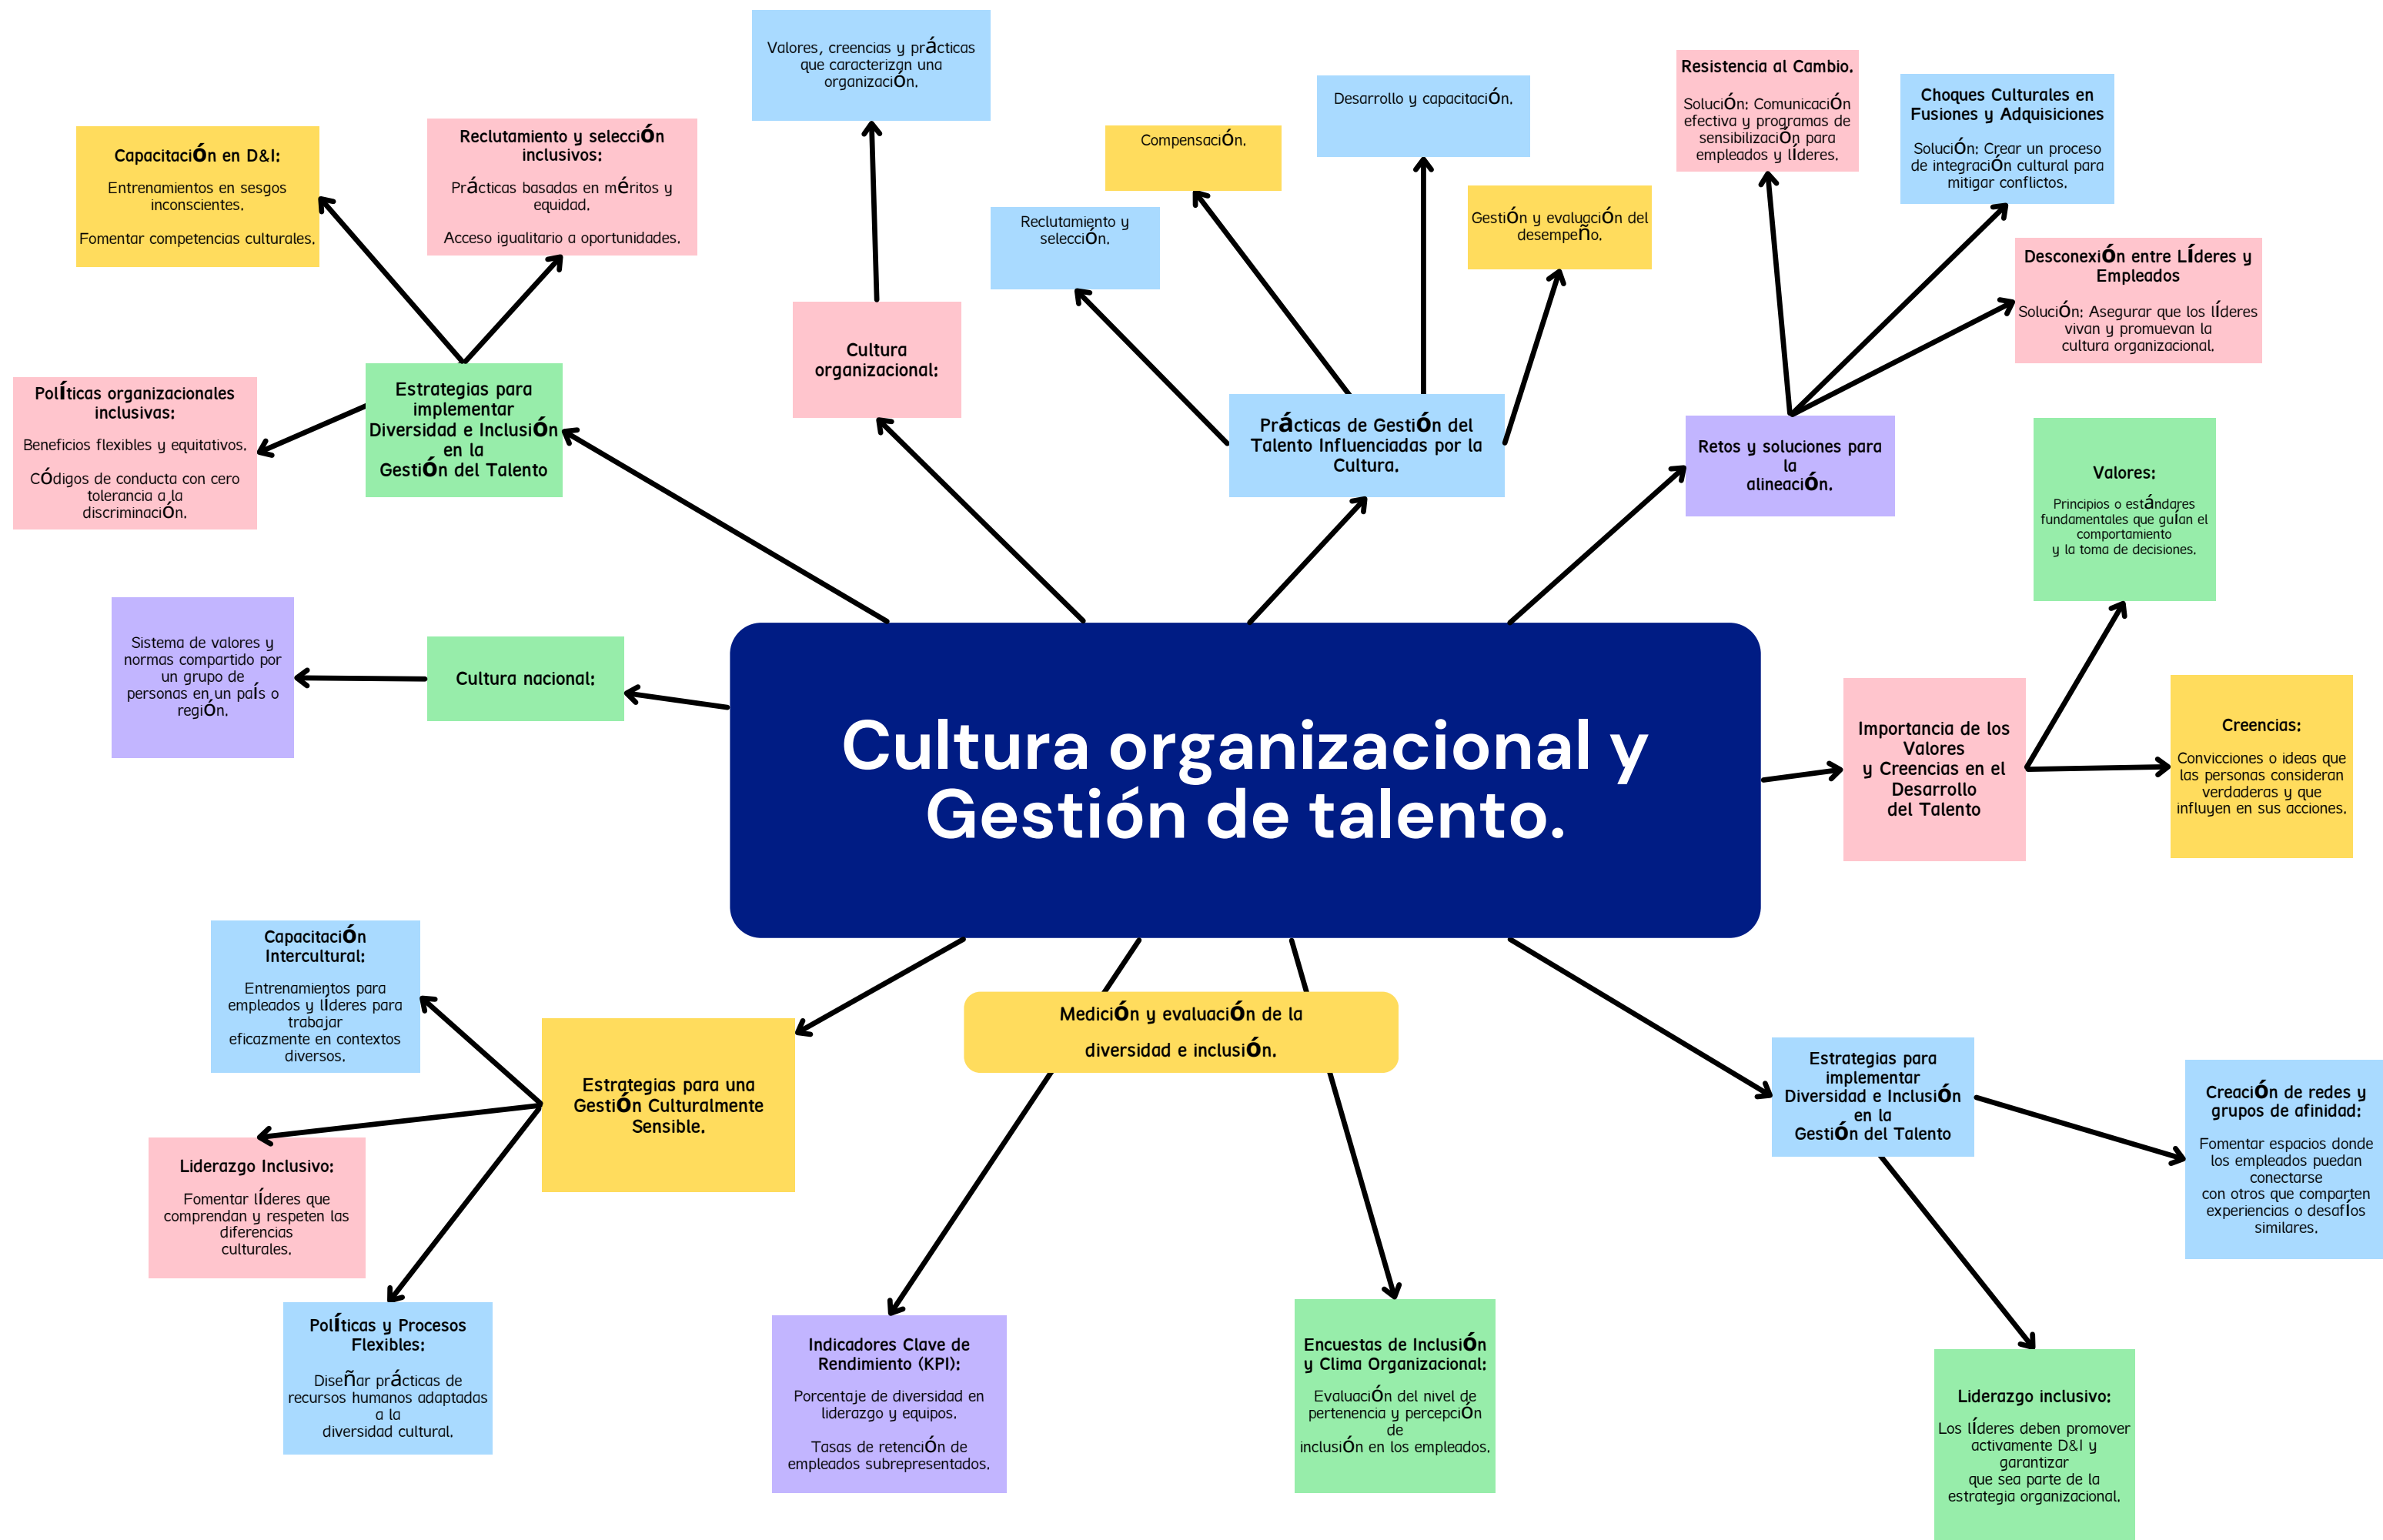 Valores, creencias y prácticas
que caracterizan una
organización.
Desarrollo y capacitación.
Compensación.
Reclutamiento y
selección.
Gestión y evaluación del
desempeño.
Resistencia al Cambio.
Solución: Comunicación
efectiva y programas de
sensibilización para
empleados y líderes.
Choques Culturales en
Fusiones y Adquisiciones
Solución: Crear un proceso
de integración cultural para
mitigar conflictos.
Desconexión entre Líderes y
Empleados
Solución: Asegurar que los líderes
vivan y promuevan la
cultura organizacional.
Capacitación en D&I:
Entrenamientos en sesgos
inconscientes.
Fomentar competencias culturales.
Reclutamiento y selección
inclusivos:
Prácticas basadas en méritos y
equidad.
Acceso igualitario a oportunidades.
Políticas organizacionales
inclusivas:
Beneficios flexibles y equitativos.
Códigos de conducta con cero
tolerancia a la
discriminación.
Estrategias para
implementar
Diversidad e Inclusión
en la
Gestión del Talento
Cultura
organizacional:
Prácticas de Gestión del
Talento Influenciadas por la
Cultura.
Retos y soluciones para
la
alineación.
Valores:
Principios o estándares
fundamentales que guían el
comportamiento
y la toma de decisiones.
Sistema de valores y
normas compartido por
un grupo de
personas en un país o
región.
Cultura nacional:
Cultura organizacional y
Gestión de talento.
Importancia de los
Valores
y Creencias en el
Desarrollo
del Talento
Creencias:
Convicciones o ideas que
las personas consideran
verdaderas y que
influyen en sus acciones.
Capacitación
Intercultural:
Entrenamientos para
empleados y líderes para
trabajar
eficazmente en contextos
diversos.
Liderazgo Inclusivo:
Fomentar líderes que
comprendan y respeten las
diferencias
culturales.
Políticas y Procesos
Flexibles:
Diseñar prácticas de
recursos humanos adaptadas
a la
diversidad cultural.
Estrategias para una
Gestión Culturalmente
Sensible.
Medición y evaluación de la
diversidad e inclusión.
Indicadores Clave de
Rendimiento (KPI):
Porcentaje de diversidad en
liderazgo y equipos.
Tasas de retención de
empleados subrepresentados.
Encuestas de Inclusión
y Clima Organizacional:
Evaluación del nivel de
pertenencia y percepción
de
inclusión en los empleados.
Estrategias para
implementar
Diversidad e Inclusión
en la
Gestión del Talento
Creación de redes y
grupos de afinidad:
Fomentar espacios donde
los empleados puedan
conectarse
con otros que comparten
experiencias o desafíos
similares.
Liderazgo inclusivo:
Los líderes deben promover
activamente D&I y
garantizar
que sea parte de la
estrategia organizacional.